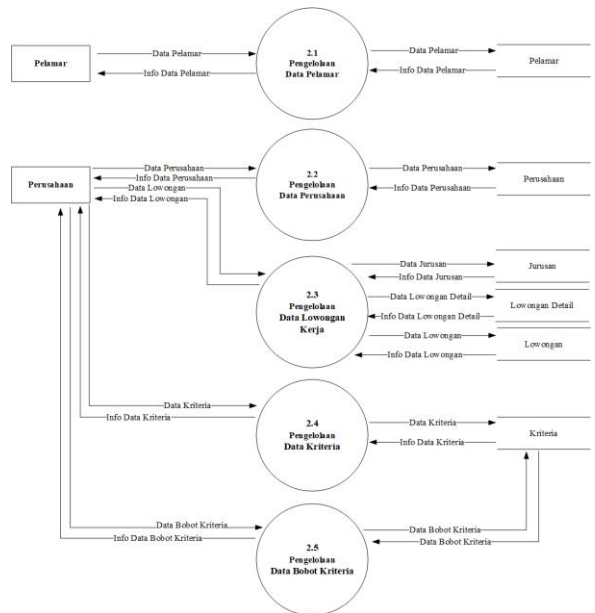 2.1
Pengelolaan
Data Pelamar
Pelamar
Data Pelamar
Info Data Pelamar
Data Pelamar
Info Data Pelamar
Pelamar
2.2
Pengelolaan
Data Perusahaan
Perusahaan
Data Perusahaan
Info Data Perusahaan
Data Lowongan
Info Data Lowongan
Data Perusahaan
Info Data Perusahaan
Perusahaan
2.3
Pengelolaan
Data Lowongan
Kerja
Data Jurusan
Info Data Jurusan
Jurusan
Data Lowongan Detail
Info Data Lowongan Detail
Lowongan Detail
Data Lowongan
Info Data Lowongan
Lowongan
2.4
Pengelolaan
Data Kriteria
Data Kriteria
Info Data Kriteria
Data Kriteria
Info Data Kriteria
Kriteria
2.5
Pengelolaan
Data Bobot Kriteria
Data Bobot Kriteria
Info Data Bobot Kriteria
Data Bobot Kriteria
Data Bobot Kriteria